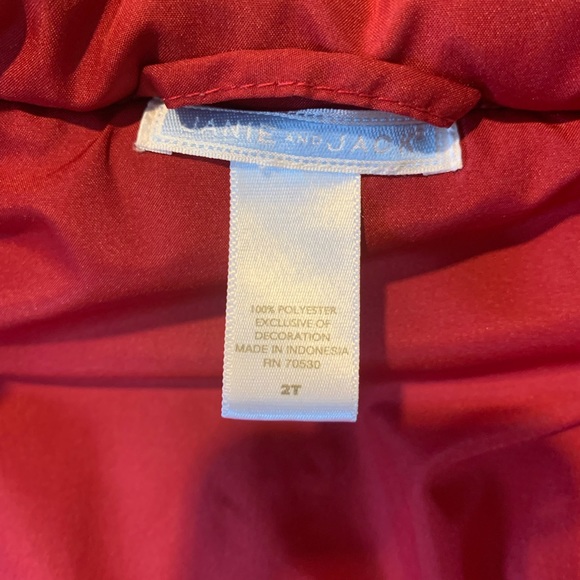 JANIE AND JACK
100% POLYESTER
EXCLUSIVE OF
DECORATION
MADE IN INDONESIA
RN 70530
2T